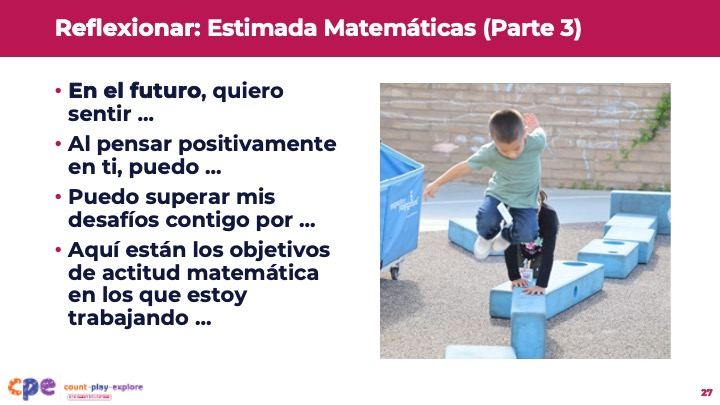 Reflexionar: Estimada Matemáticas (Parte 3)
• En el futuro, quiero
sentir ...
• Al pensar positivamente
en ti, puedo ...
• Puedo superar mis
desafíos contigo por ...
• Aquí están los objetivos
de actitud matemática
en los que estoy
trabajando ...
cpe count·play·explore
27